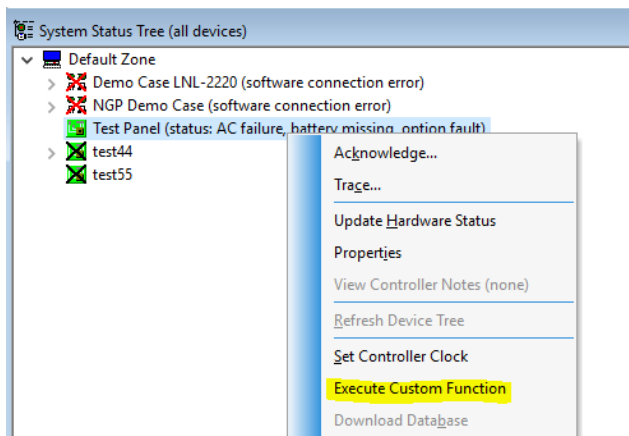 System Status Tree (all devices)
Default Zone
Demo Case LNL-2220 (software connection error)
NGP Demo Case (software connection error)
Test Panel (status: AC failure, battery missing, option fault)
test44
test55
Acknowledge...
Trace...
Update Hardware Status
Properties
View Controller Notes (none)
Refresh Device Tree
Set Controller Clock
Execute Custom Function
Download Database